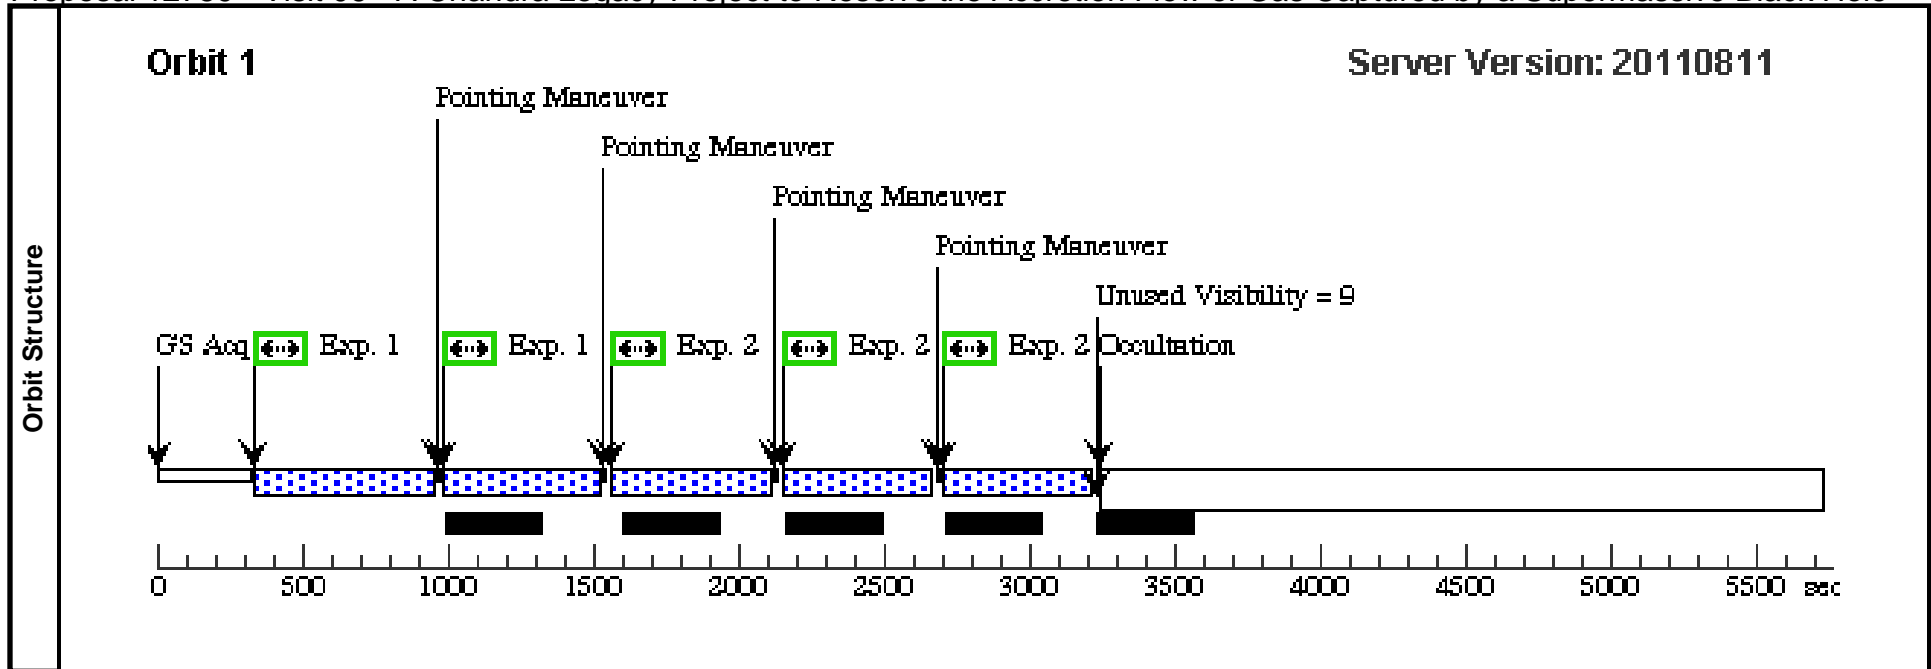 Orbit Structure
Orbit 1
Server Version: 20110811
Pointing Maneuver
Pointing Maneuver
Pointing Maneuver
Pointing Maneuver
Unused Visibility = 9
GS Acq Exp. 1 Exp. 1 Exp. 2 Exp. 2 Exp. 2 Occultation
0 500 1000 1500 2000 2500 3000 3500 4000 4500 5000 5500 sec